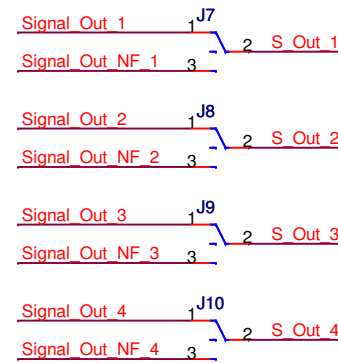 J7
Signal_Out_1 1
2 S_Out_1
Signal_Out_NF_1 3
J8
Signal_Out_2 1
2 S_Out_2
Signal_Out_NF_2 3
J9
Signal_Out_3 1
2 S_Out_3
Signal_Out_NF_3 3
J10
Signal_Out_4 1
2 S_Out_4
Signal_Out_NF_4 3